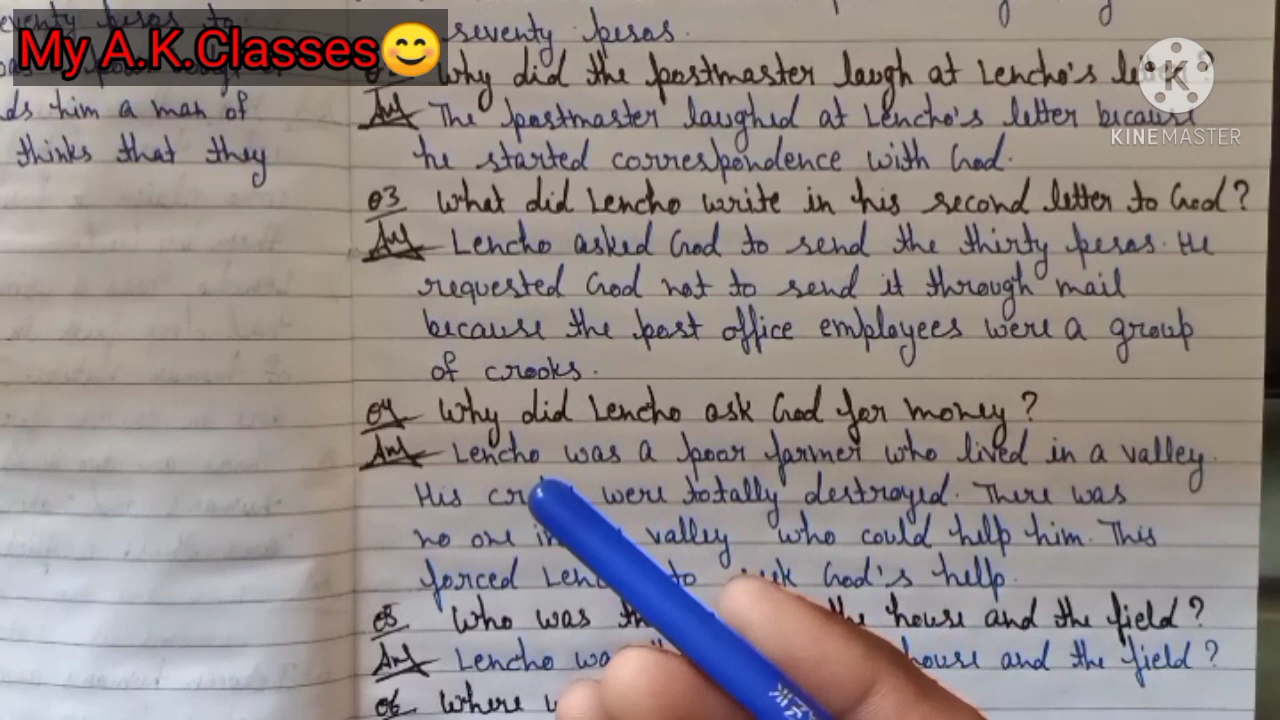 My A.K.Classes😊
KINEMASTER
seventy pesos to
ds him a man of
thinks that they
seventy pesos.
Why did the postmaster laugh at Lencho's
Ans The postmaster laughed at Lencho's letter because
he started correspondence with God.
Q3 What did Lencho write in his second letter to God?
Ans Lencho asked God to send the thirty pesos. He
requested God not to send it through mail
because the post office employees were a group
of crooks.
Q4 Why did Lencho ask God for money?
Ans Lencho was a poor farmer who lived in a valley.
His were totally destroyed. There was
no one valley who could help him. This
forced to God's help.
Q5 Who was the house and the field?
Ans Lencho house and the field?
Q6 Where